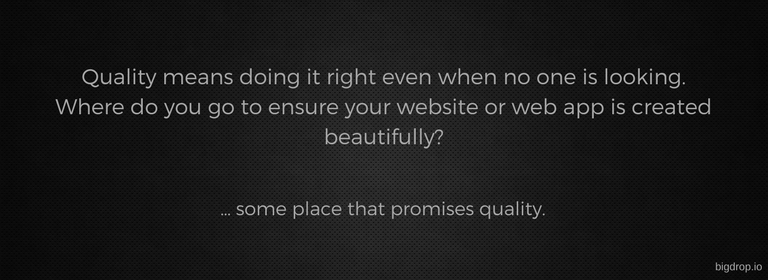 Quality means doing it right even when no one is looking.
Where do you go to ensure your website or web app is created
beautifully?
... some place that promises quality.
bigdrop.io